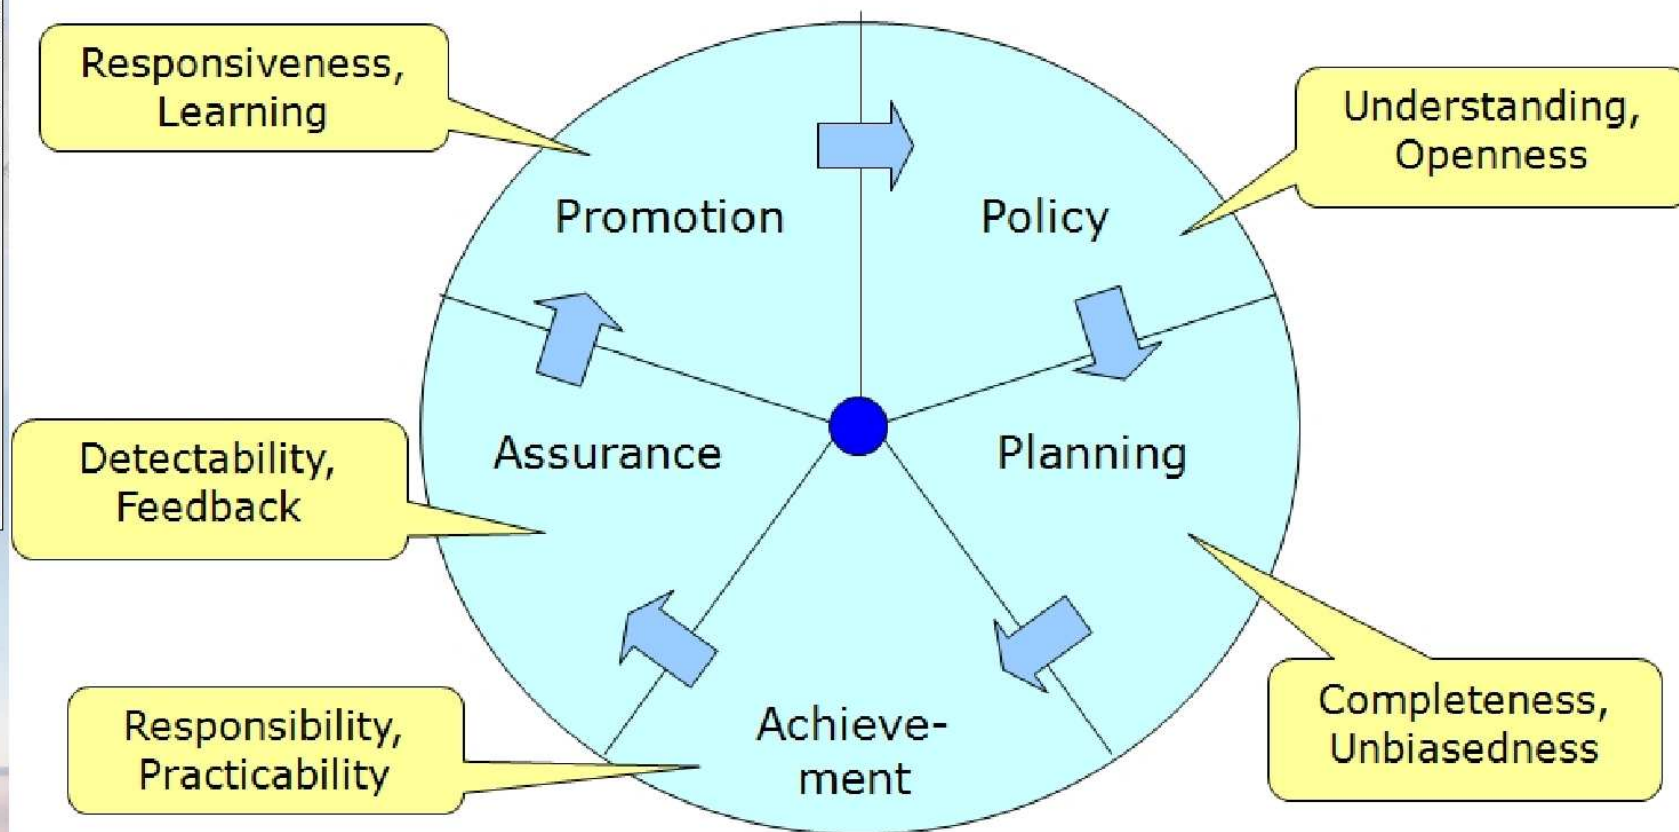 Responsiveness,
Learning
Understanding,
Openness
Promotion
Policy
Detectability,
Feedback
Assurance
Planning
Responsibility,
Practicability
Achieve-
ment
Completeness,
Unbiasedness